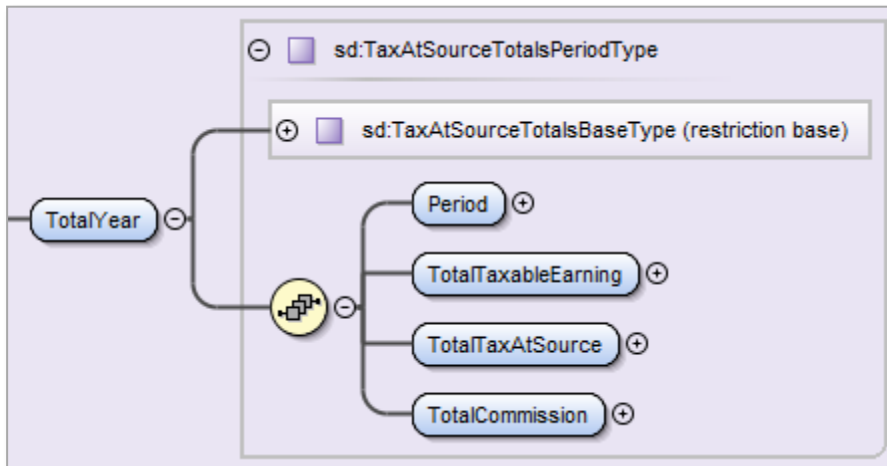 sd:TaxAtSourceTotalsPeriodType
sd:TaxAtSourceTotalsBaseType (restriction base)
TotalYear
Period
TotalTaxableEarning
TotalTaxAtSource
TotalCommission